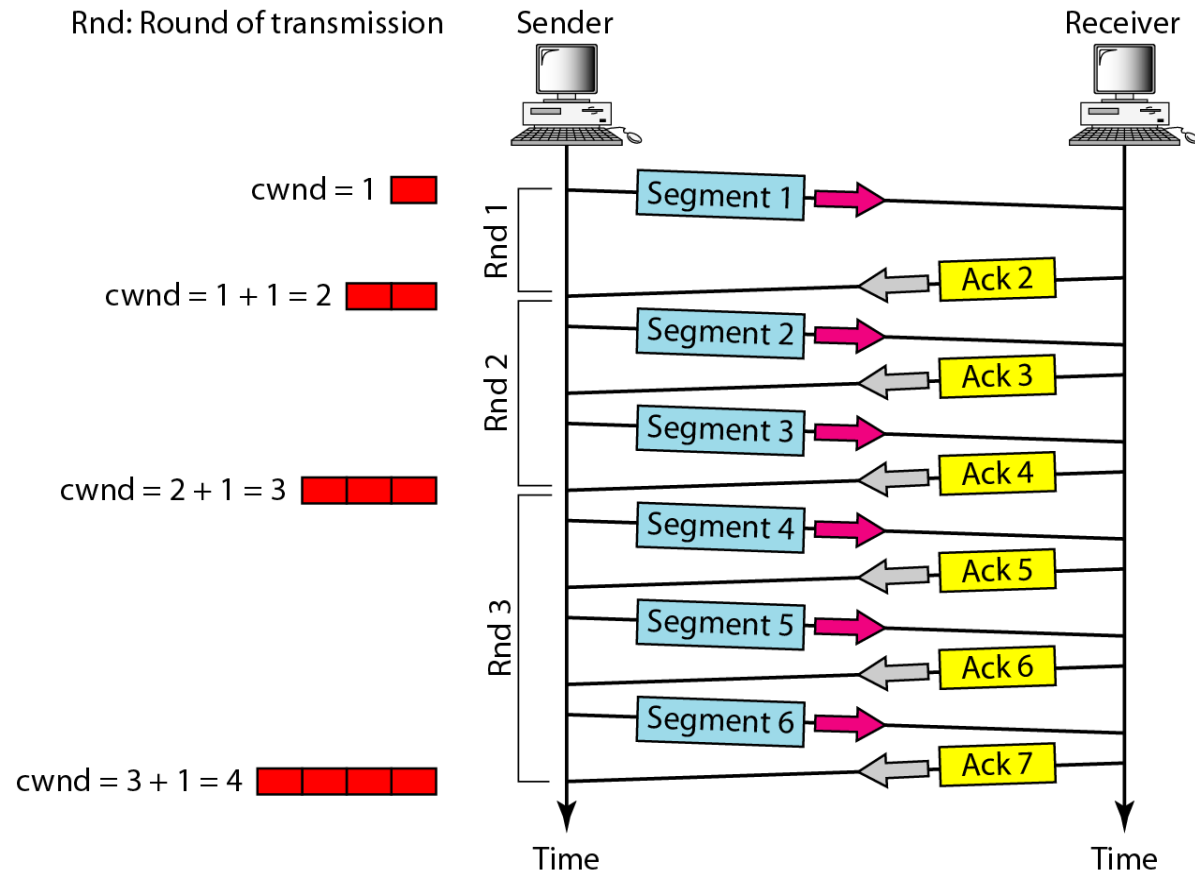 Rnd: Round of transmission
Sender
Receiver
cwnd = 1
Rnd 1
Segment 1
Ack 2
cwnd = 1 + 1 = 2
Rnd 2
Segment 2
Ack 3
Segment 3
Ack 4
cwnd = 2 + 1 = 3
Rnd 3
Segment 4
Ack 5
Segment 5
Ack 6
Segment 6
Ack 7
cwnd = 3 + 1 = 4
Time
Time